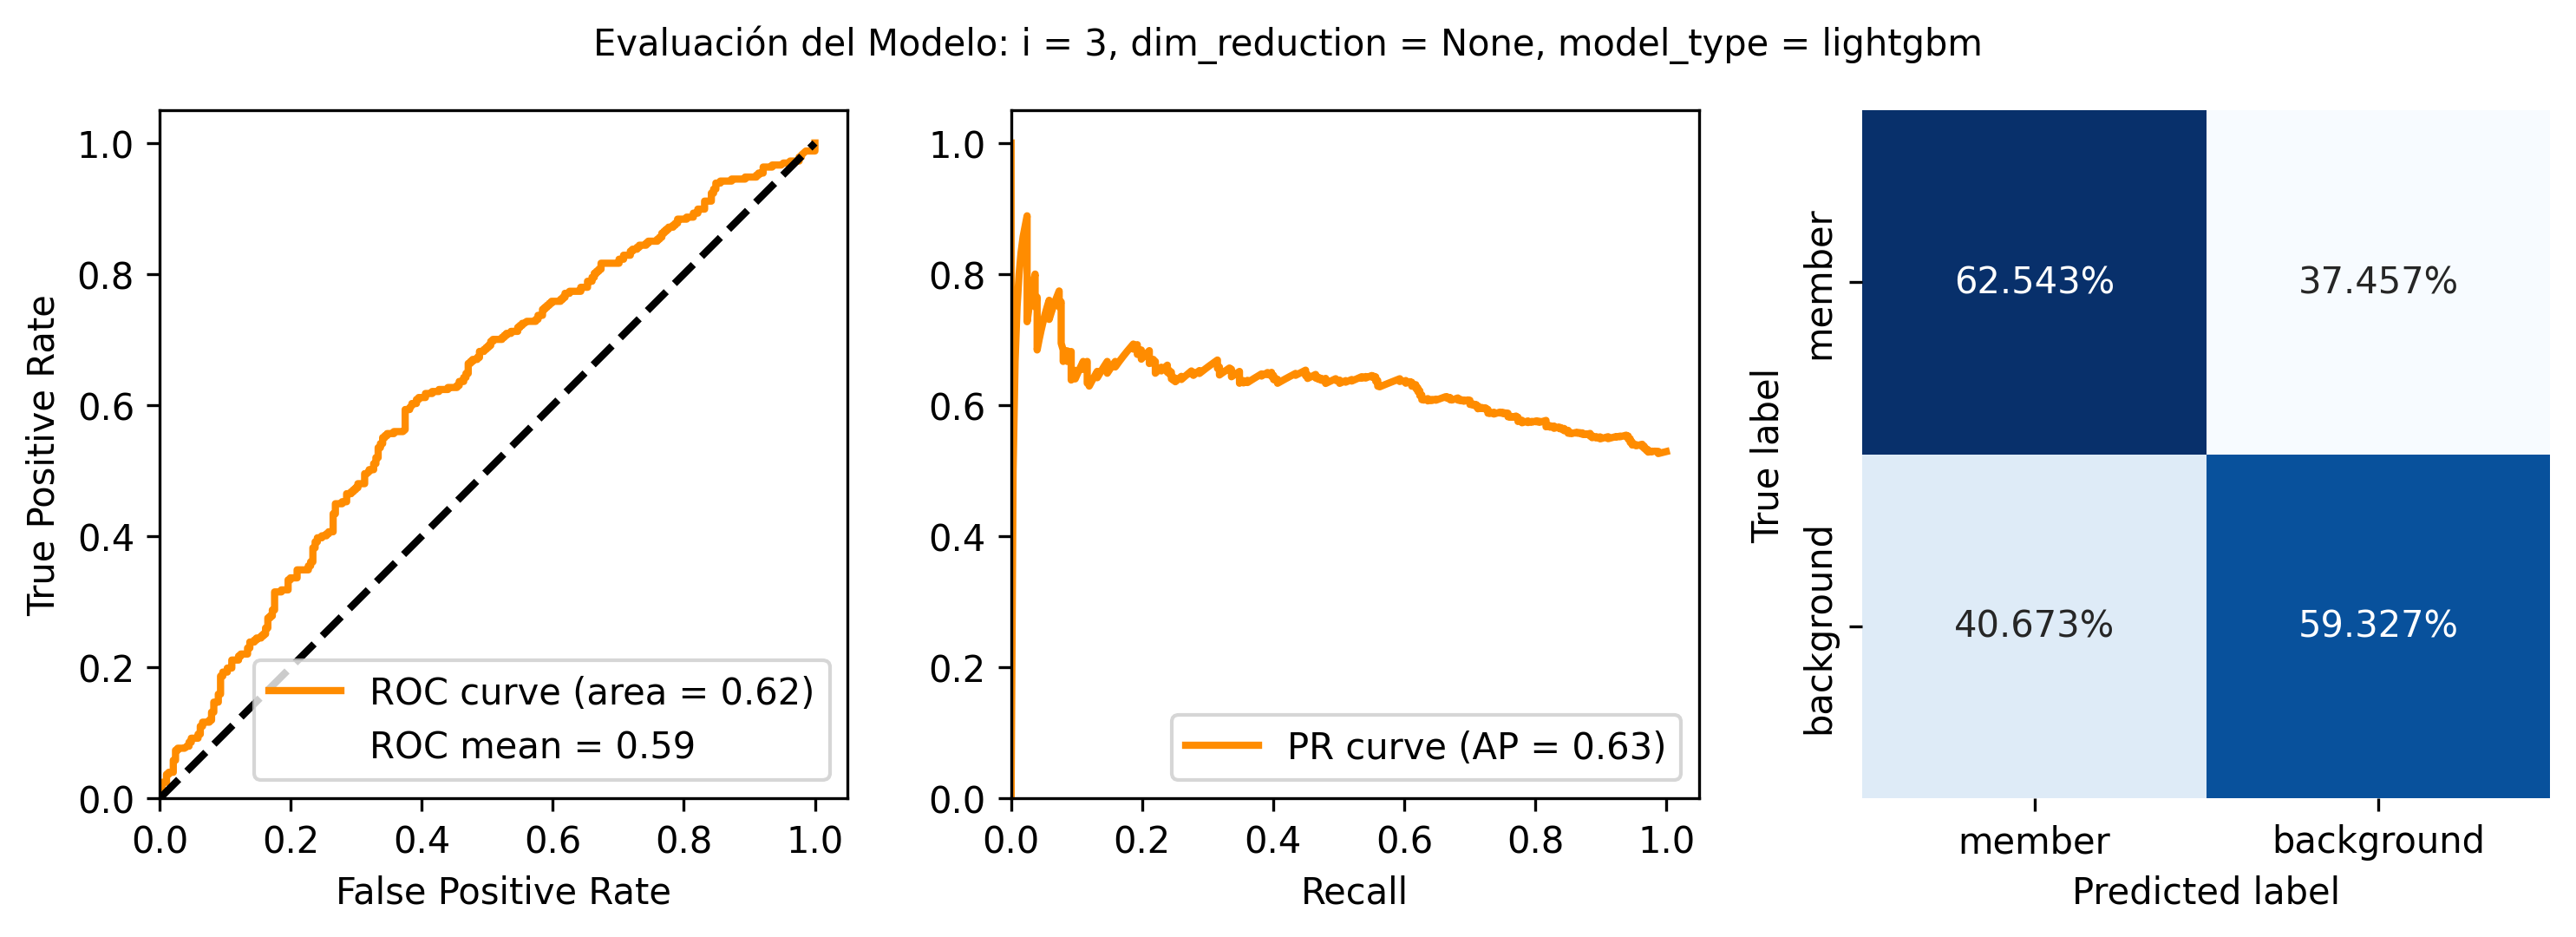 Evaluación del Modelo: i = 3, dim_reduction = None, model_type = lightgbm
True Positive Rate
1.0
0.8
0.6
0.4
0.2
0.0
ROC curve (area = 0.62)
ROC mean = 0.59
0.0 0.2 0.4 0.6 0.8 1.0
False Positive Rate
1.0
0.8
0.6
0.4
0.2
0.0
PR curve (AP = 0.63)
0.0 0.2 0.4 0.6 0.8 1.0
Recall
True label
member
background
62.543% 37.457%
40.673% 59.327%
member background
Predicted label